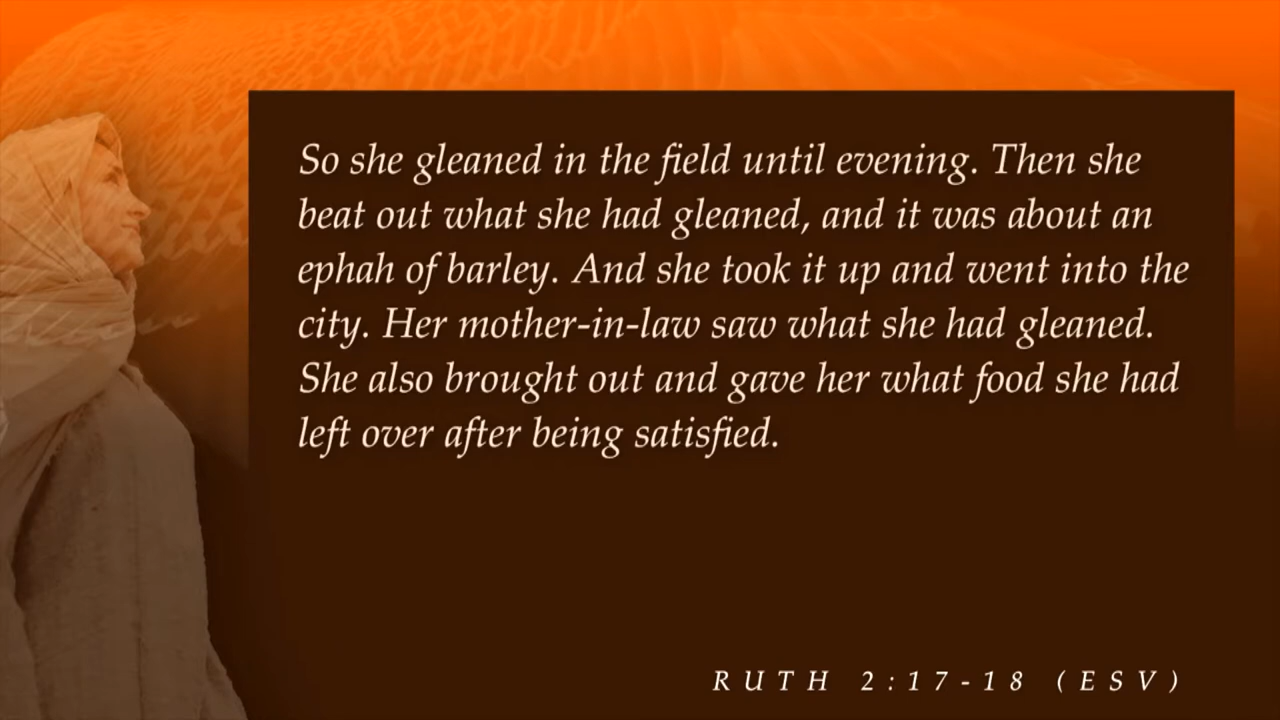 So she gleaned in the field until evening. Then she
beat out what she had gleaned, and it was about an
ephah of barley. And she took it up and went into the
city. Her mother-in-law saw what she had gleaned.
She also brought out and gave her what food she had
left over after being satisfied.
RUTH 2:17-18 (ESV)